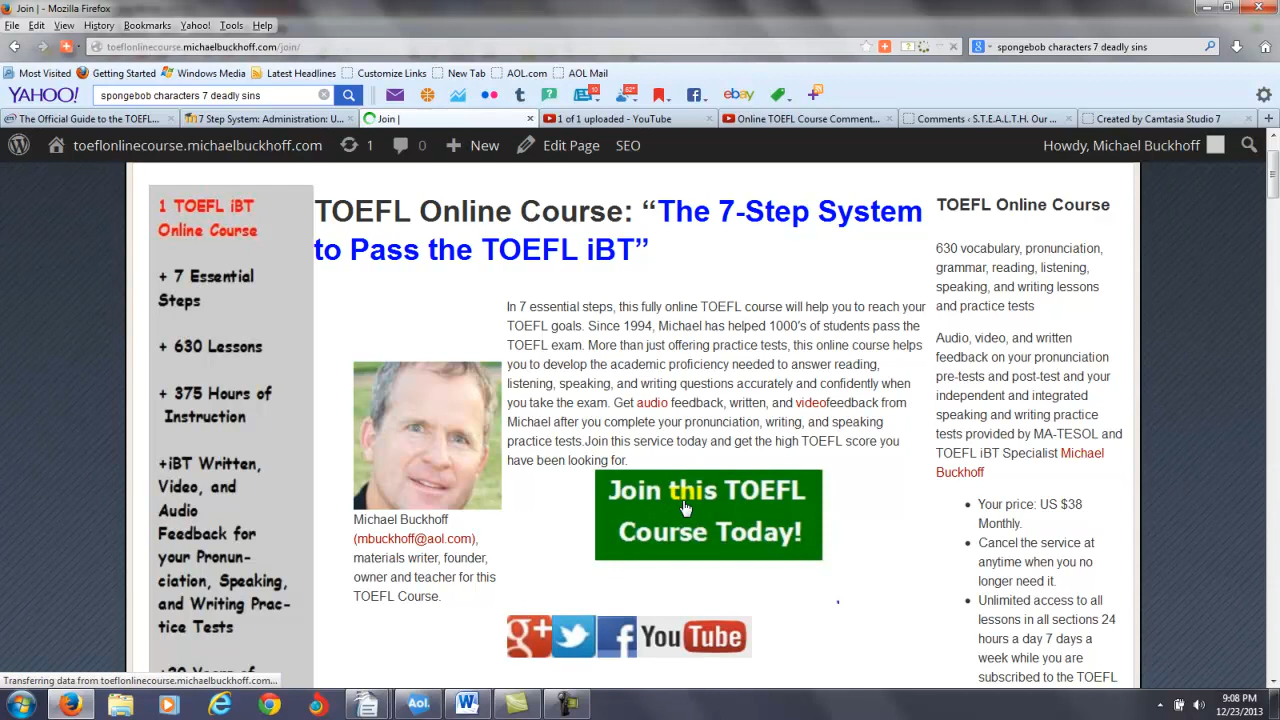 Join | - Mozilla Firefox
File Edit View History Bookmarks Yahoo! Tools Help
toeflonlinecourse.michaelbuckhoff.com/join/
spongebob characters 7 deadly sins
Most Visited Getting Started Windows Media Latest Headlines Customize Links New Tab AOL.com AOL Mail
YAHOO! spongebob characters 7 deadly sins ebay
The Official Guide to the TOEFL... 7 Step System: Administration: U... Join | 1 of 1 uploaded - YouTube Online TOEFL Course Comment... Comments ‹ S.T.E.A.L.T.H. Our ... Created by Camtasia Studio 7
toeflonlinecourse.michaelbuckhoff.com 1 0 New Edit Page SEO Howdy, Michael Buckhoff
1 TOEFL iBT
Online Course
+ 7 Essential
Steps
+ 630 Lessons
+ 375 Hours of
Instruction
+iBT Written,
Video, and
Audio
Feedback for
your Pronun-
ciation, Speaking,
and Writing Prac-
tice Tests
+20 Years of
TOEFL Online Course: “The 7-Step System
to Pass the TOEFL iBT”
In 7 essential steps, this fully online TOEFL course will help you to reach your
TOEFL goals. Since 1994, Michael has helped 1000's of students pass the
TOEFL exam. More than just offering practice tests, this online course helps
you to develop the academic proficiency needed to answer reading,
listening, speaking, and writing questions accurately and confidently when
you take the exam. Get audio feedback, written, and videofeedback from
Michael after you complete your pronunciation, writing, and speaking
practice tests.Join this service today and get the high TOEFL score you
have been looking for.
Join this TOEFL
Course Today!
Michael Buckhoff
(mbuckhoff@aol.com),
materials writer, founder,
owner and teacher for this
TOEFL Course.
g+ YouTube
TOEFL Online Course
630 vocabulary, pronunciation,
grammar, reading, listening,
speaking, and writing lessons
and practice tests
Audio, video, and written
feedback on your pronunciation
pre-tests and post-test and your
independent and integrated
speaking and writing practice
tests provided by MA-TESOL and
TOEFL iBT Specialist Michael
Buckhoff
Your price: US $38
Monthly.
Cancel the service at
anytime when you no
longer need it.
Unlimited access to all
lessons in all sections 24
hours a day 7 days a
week while you are
subscribed to the TOEFL
Transferring data from toeflonlinecourse.michaelbuckhoff.com...
Aol.
9:08 PM
12/23/2013